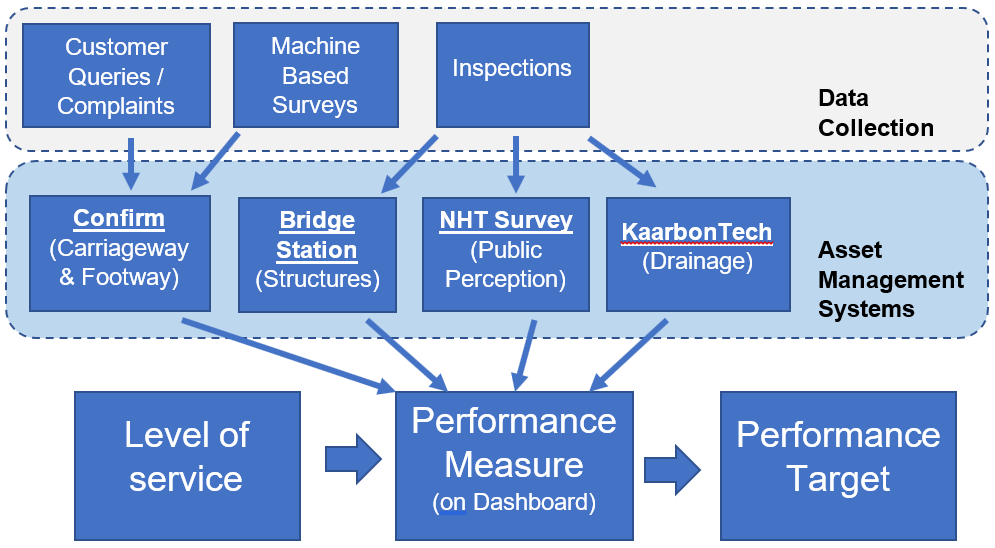 Customer
Queries /
Complaints
Machine
Based
Surveys
Inspections
Data
Collection
Confirm
(Carriageway
& Footway)
Bridge
Station
(Structures)
NHT Survey
(Public
Perception)
KaarbonTech
(Drainage)
Asset
Management
Systems
Level of
service
Performance
Measure
(on Dashboard)
Performance
Target